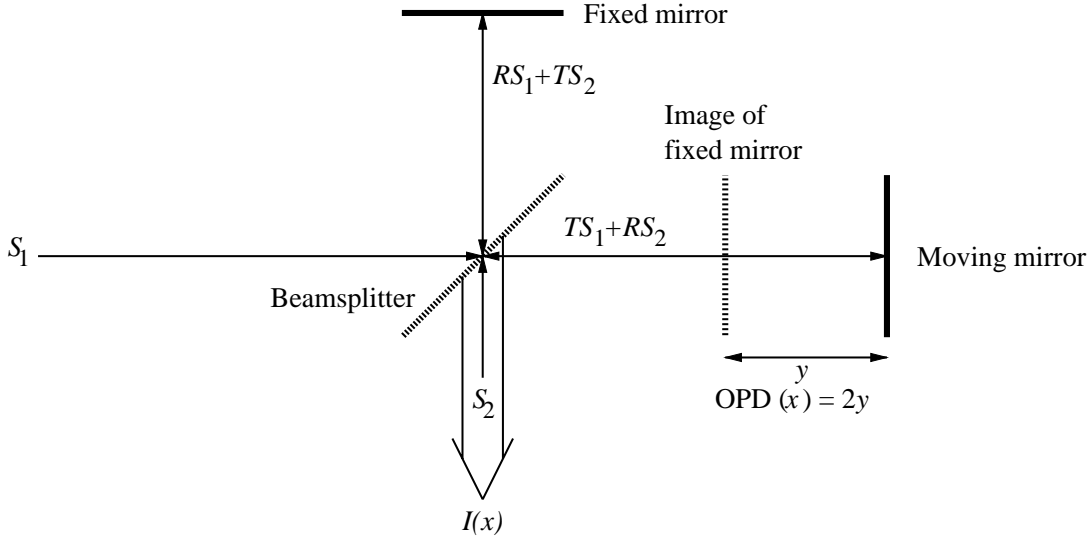 Fixed mirror
RS₁+TS₂
Image of
fixed mirror
TS₁+RS₂
S₁
Moving mirror
Beamsplitter
y
S₂
OPD (x) = 2y
I(x)